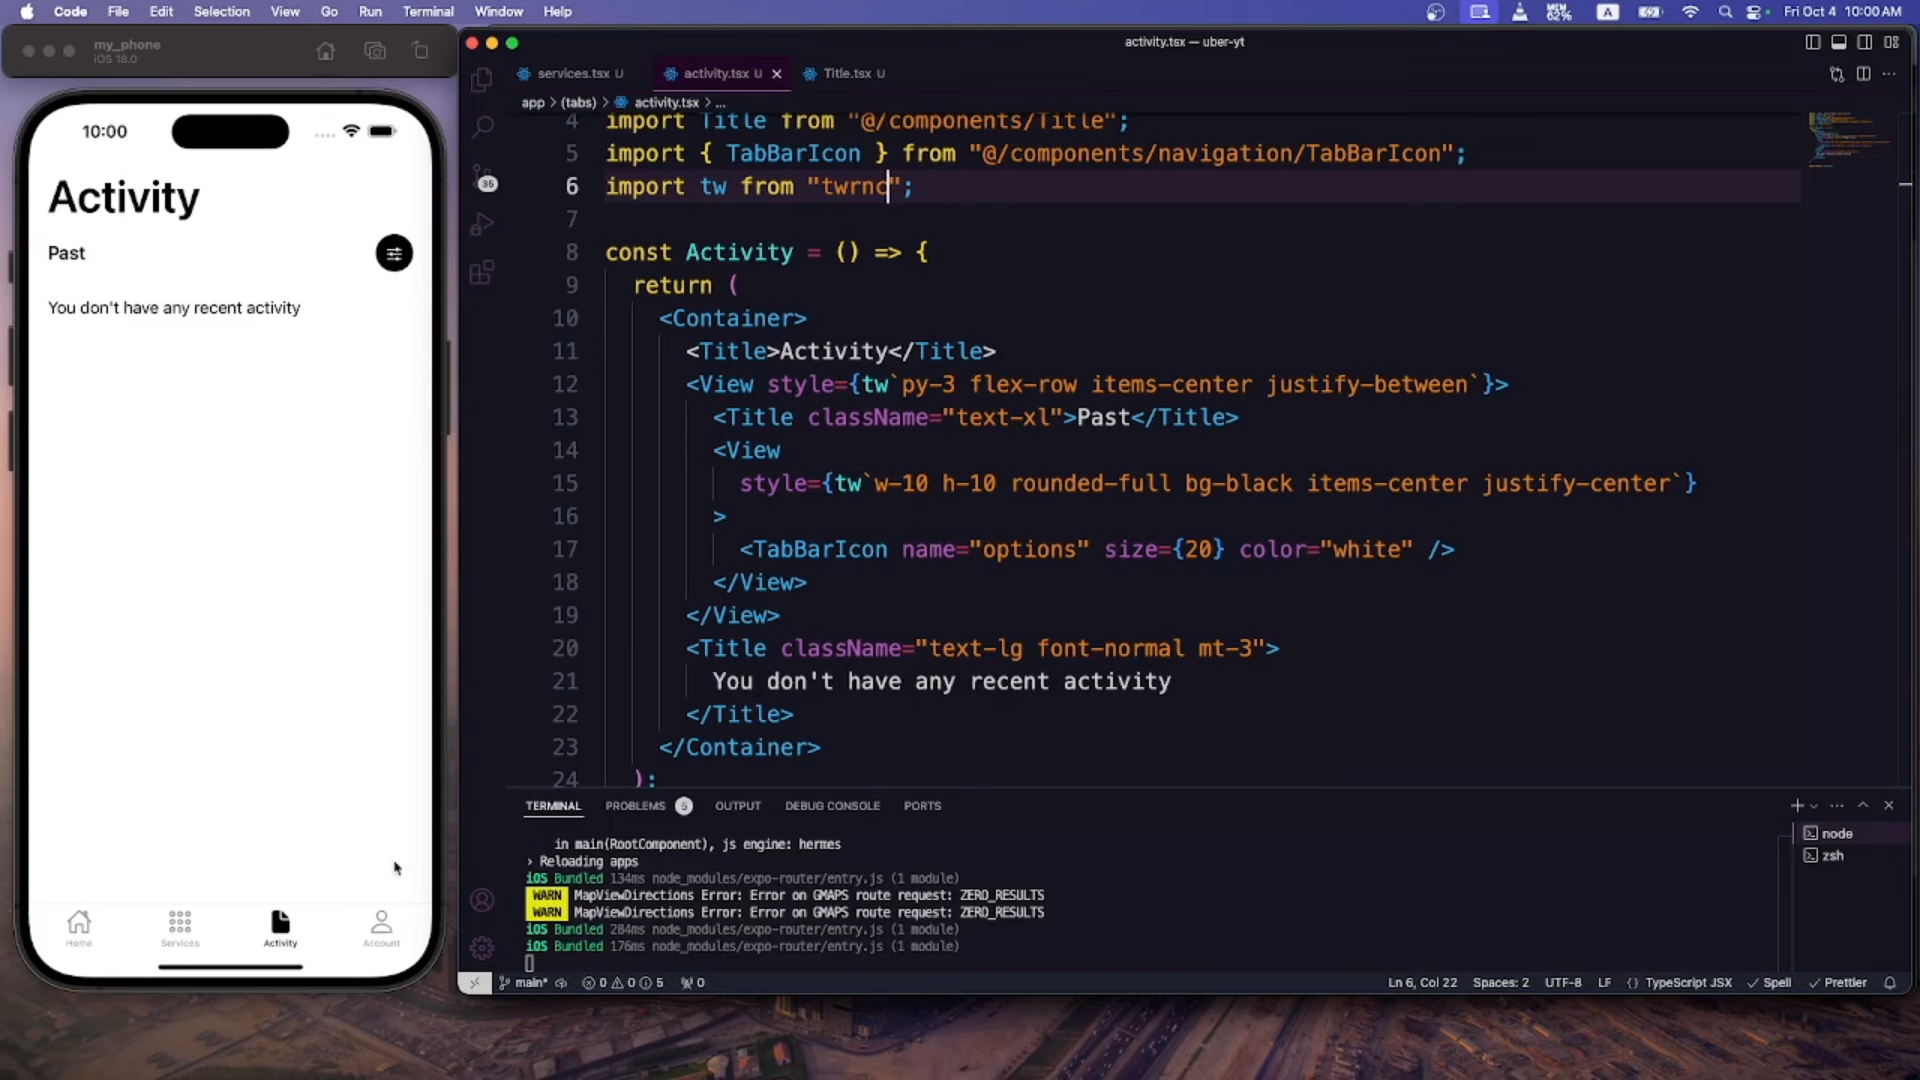 Code File Edit Selection View Go Run Terminal Window Help
MEM 62% A Fri Oct 4 10:00 AM
my_phone
iOS 18.0
10:00
Activity
Past
You don't have any recent activity
Home Services Activity Account
activity.tsx — uber-yt
services.tsx U activity.tsx U Title.tsx U
app > (tabs) > activity.tsx > ...
35
4 import Title from "@/components/Title";
5 import { TabBarIcon } from "@/components/navigation/TabBarIcon";
6 import tw from "twrnc";
7
8 const Activity = () => {
9 return (
10 <Container>
11 <Title>Activity</Title>
12 <View style={tw`py-3 flex-row items-center justify-between`}>
13 <Title className="text-xl">Past</Title>
14 <View
15 style={tw`w-10 h-10 rounded-full bg-black items-center justify-center`}
16 >
17 <TabBarIcon name="options" size={20} color="white" />
18 </View>
19 </View>
20 <Title className="text-lg font-normal mt-3">
21 You don't have any recent activity
22 </Title>
23 </Container>
24 );
TERMINAL PROBLEMS 5 OUTPUT DEBUG CONSOLE PORTS
in main(RootComponent), js engine: hermes
› Reloading apps
iOS Bundled 134ms node_modules/expo-router/entry.js (1 module)
WARN MapViewDirections Error: Error on GMAPS route request: ZERO_RESULTS
WARN MapViewDirections Error: Error on GMAPS route request: ZERO_RESULTS
iOS Bundled 284ms node_modules/expo-router/entry.js (1 module)
iOS Bundled 176ms node_modules/expo-router/entry.js (1 module)
node
zsh
main* 0 0 5 0 Ln 6, Col 22 Spaces: 2 UTF-8 LF {} TypeScript JSX Spell Prettier